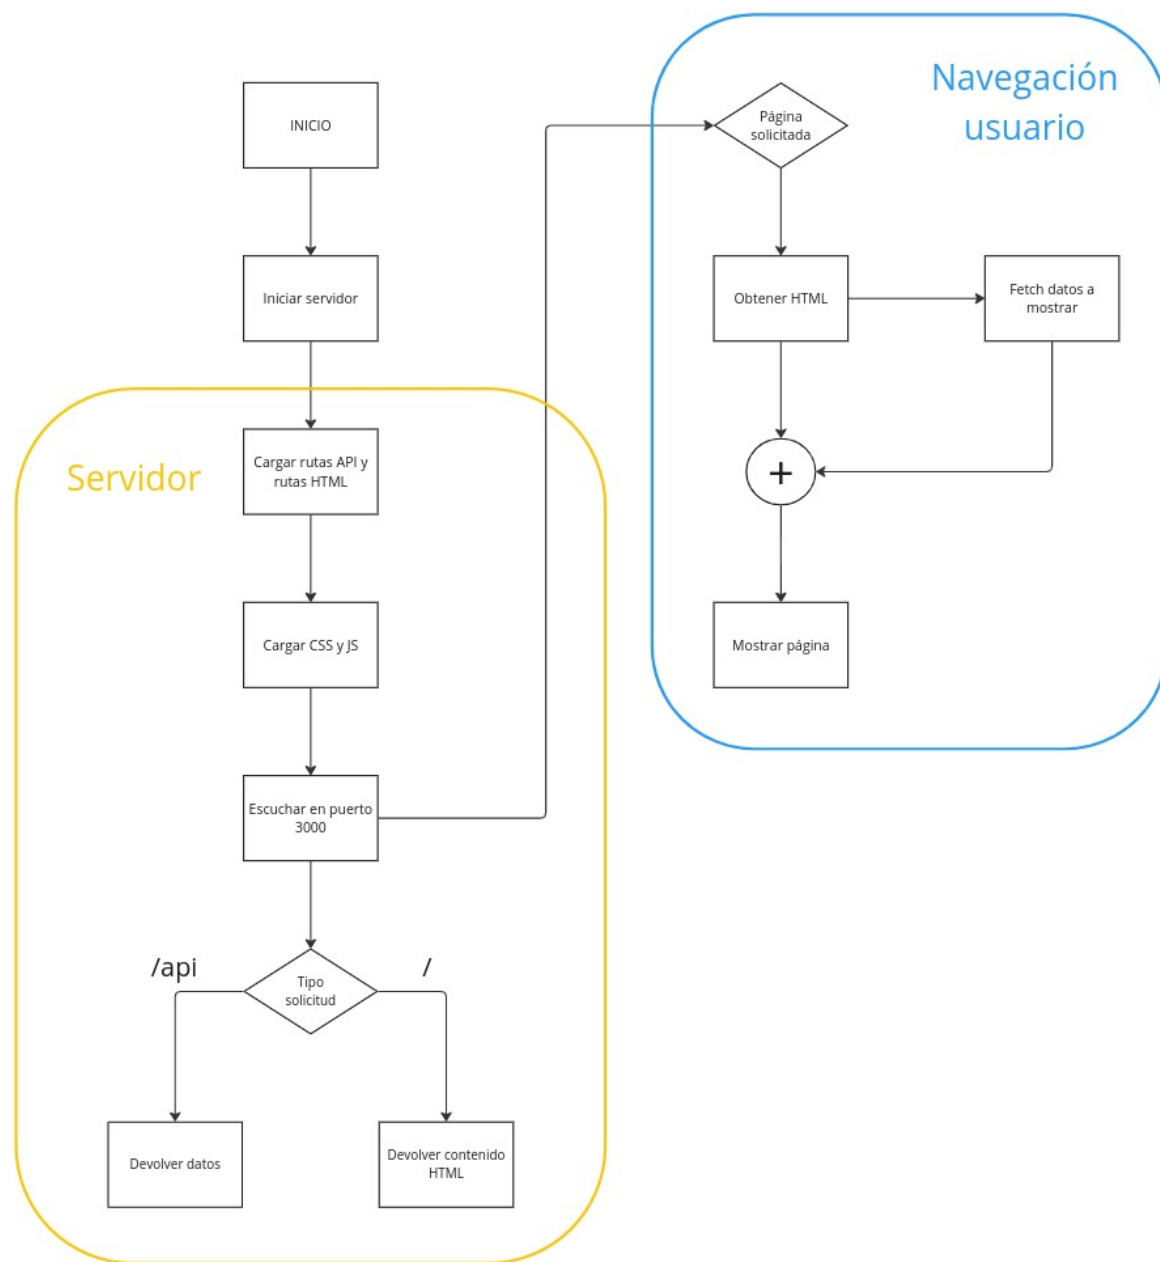 Navegación
usuario
INICIO
Página
solicitada
Iniciar servidor
Obtener HTML
Fetch datos a
mostrar
Servidor
Cargar rutas API y
rutas HTML
+
Cargar CSS y JS
Mostrar página
Escuchar en puerto
3000
/api
/
Tipo
solicitud
Devolver datos
Devolver contenido
HTML